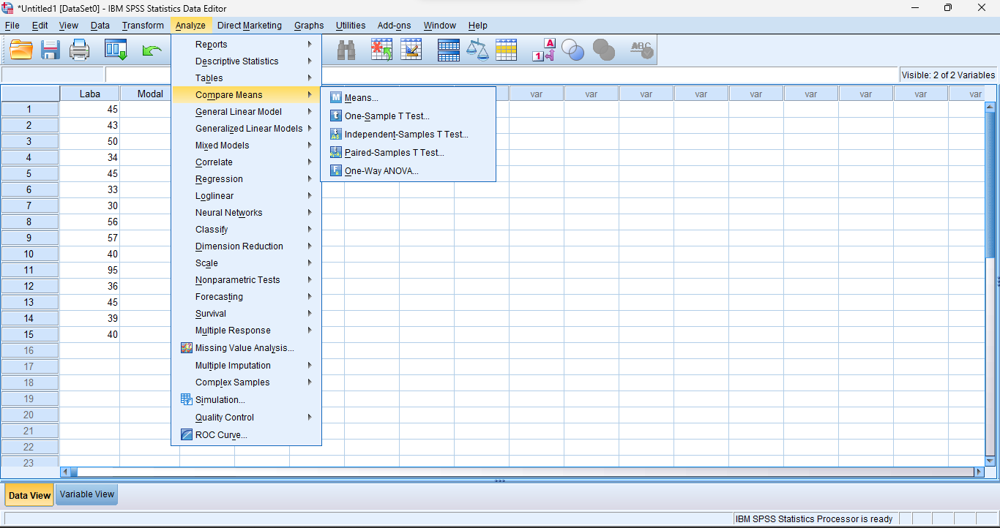 *Untitled1 [DataSet0] - IBM SPSS Statistics Data Editor
File Edit View Data Transform Analyze Direct Marketing Graphs Utilities Add-ons Window Help
Visible: 2 of 2 Variables
Laba Modal var var var var var var var var var
Reports
Descriptive Statistics
Tables
Compare Means
General Linear Model
Generalized Linear Models
Mixed Models
Correlate
Regression
Loglinear
Neural Networks
Classify
Dimension Reduction
Scale
Nonparametric Tests
Forecasting
Survival
Multiple Response
Missing Value Analysis...
Multiple Imputation
Complex Samples
Simulation...
Quality Control
ROC Curve...
Means...
One-Sample T Test...
Independent-Samples T Test...
Paired-Samples T Test...
One-Way ANOVA...
1 45
2 43
3 50
4 34
5 45
6 33
7 30
8 56
9 57
10 40
11 95
12 36
13 45
14 39
15 40
16
17
18
19
20
21
22
23
Data View Variable View
IBM SPSS Statistics Processor is ready